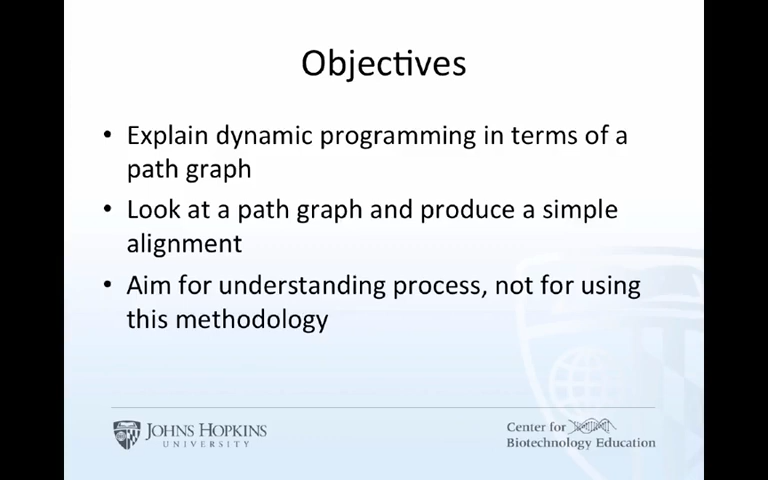 Objectives
• Explain dynamic programming in terms of a
path graph
• Look at a path graph and produce a simple
alignment
• Aim for understanding process, not for using
this methodology
JOHNS HOPKINS
UNIVERSITY
Center for
Biotechnology Education